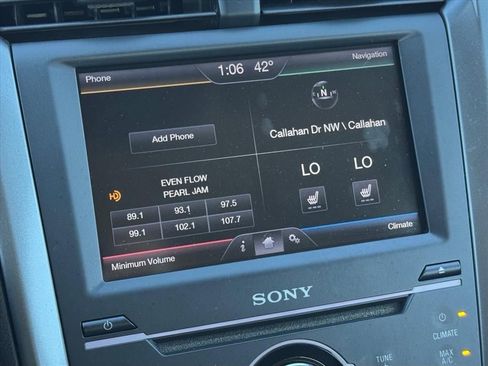 Phone
1:06 42°
Navigation
N
Add Phone
Callahan Dr NW \ Callahan
HD
EVEN FLOW
PEARL JAM
LO LO
89.1 93.1 97.5
99.1 102.1 107.7
Minimum Volume
i
Climate
SONY
CLIMATE
TUNE
MAX
A/C